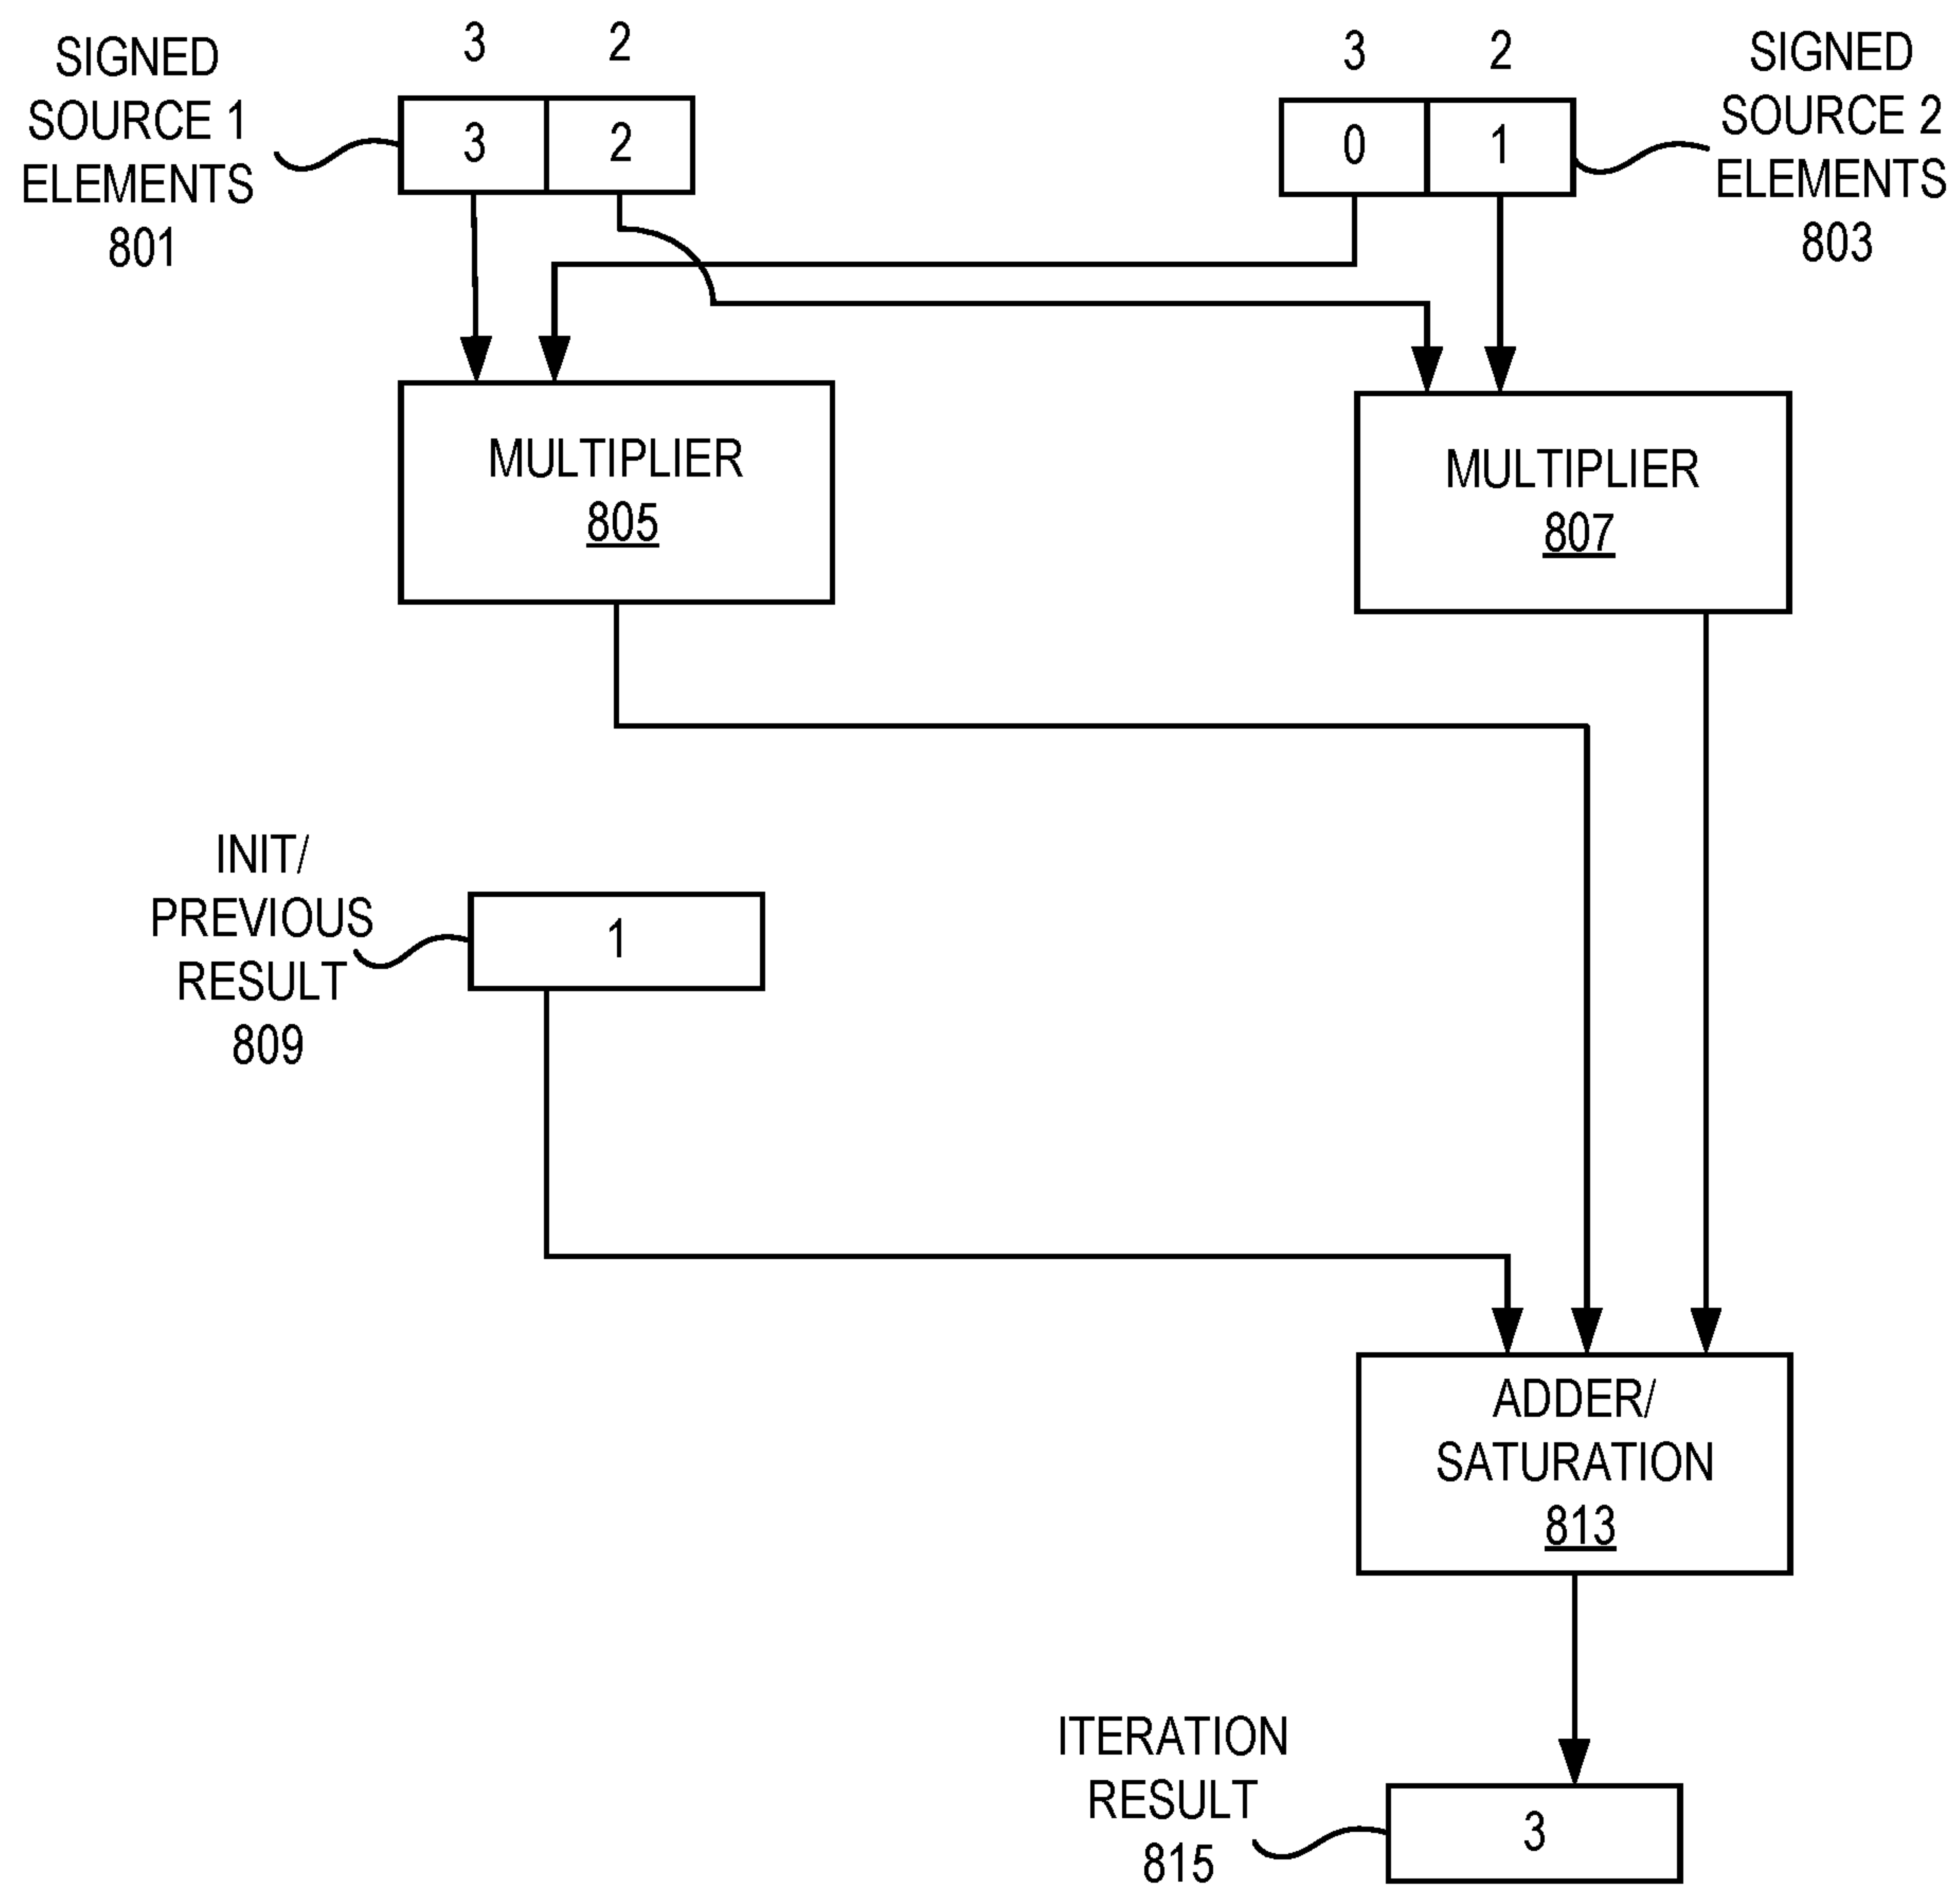 3 2
3 2
SIGNED
SOURCE 1
ELEMENTS
801
3 2
0 1
SIGNED
SOURCE 2
ELEMENTS
803
MULTIPLIER
805
MULTIPLIER
807
INIT/
PREVIOUS
RESULT
809
1
ADDER/
SATURATION
813
ITERATION
RESULT
815
3